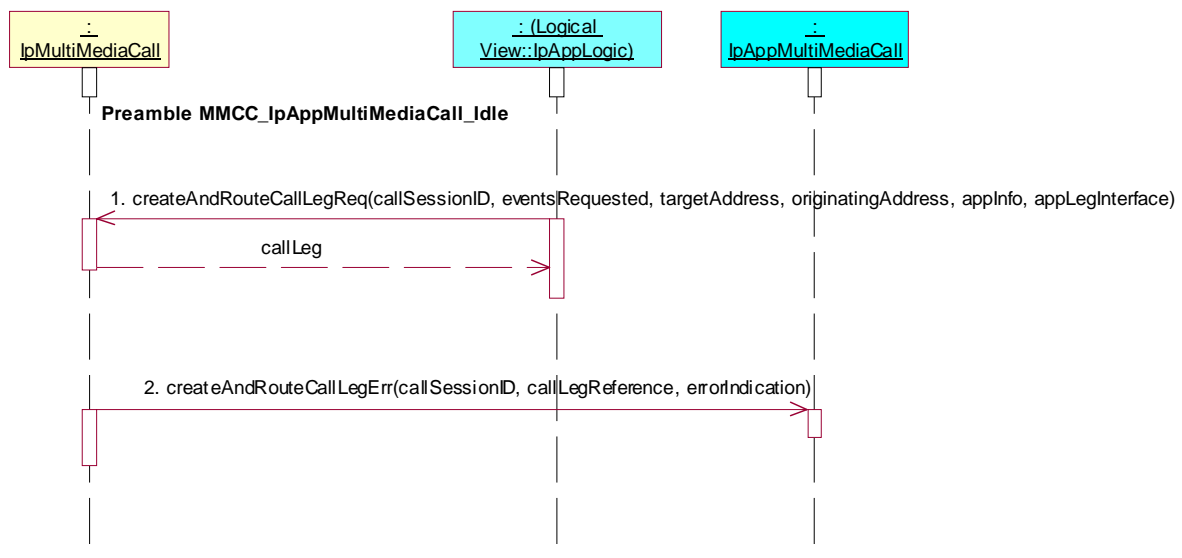 :
IpMultiMediaCall
: (Logical
View::IpAppLogic)
:
IpAppMultiMediaCall
Preamble MMCC_IpAppMultiMediaCall_Idle
1. createAndRouteCallLegReq(callSessionID, eventsRequested, targetAddress, originatingAddress, appInfo, appLegInterface)
callLeg
2. createAndRouteCallLegErr(callSessionID, callLegReference, errorIndication)